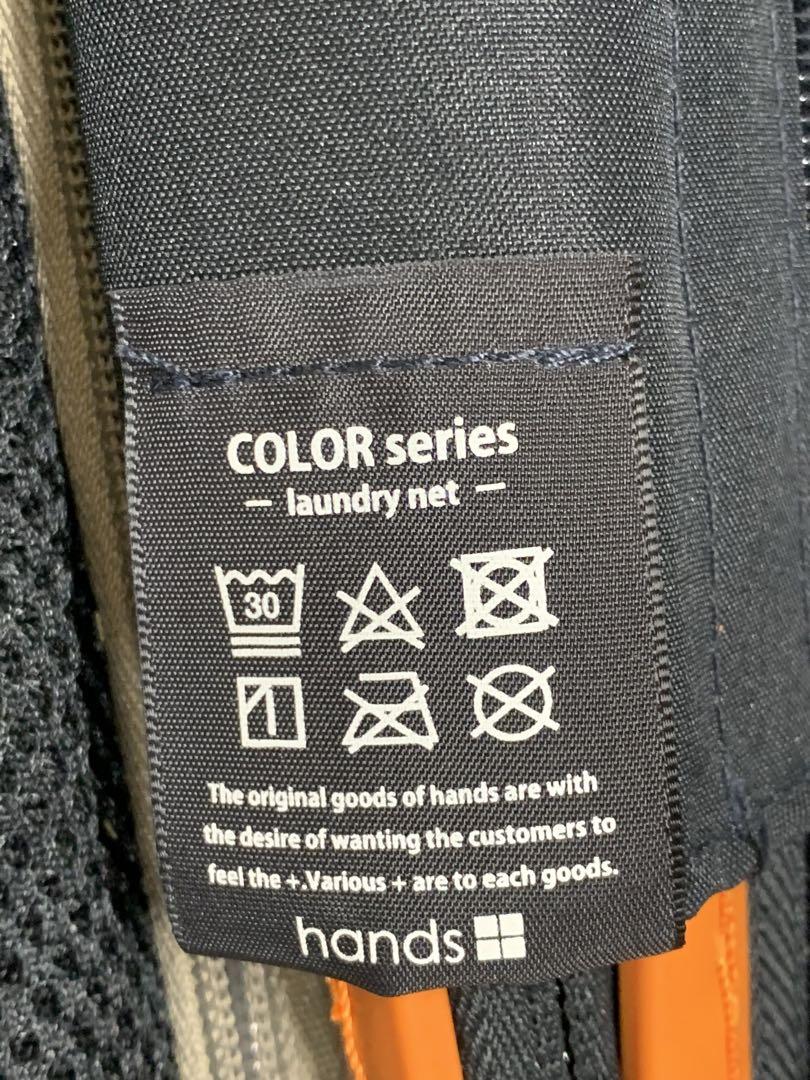 COLOR series
– laundry net –
30
The original goods of hands are with
the desire of wanting the customers to
feel the +.Various + are to each goods.
hands